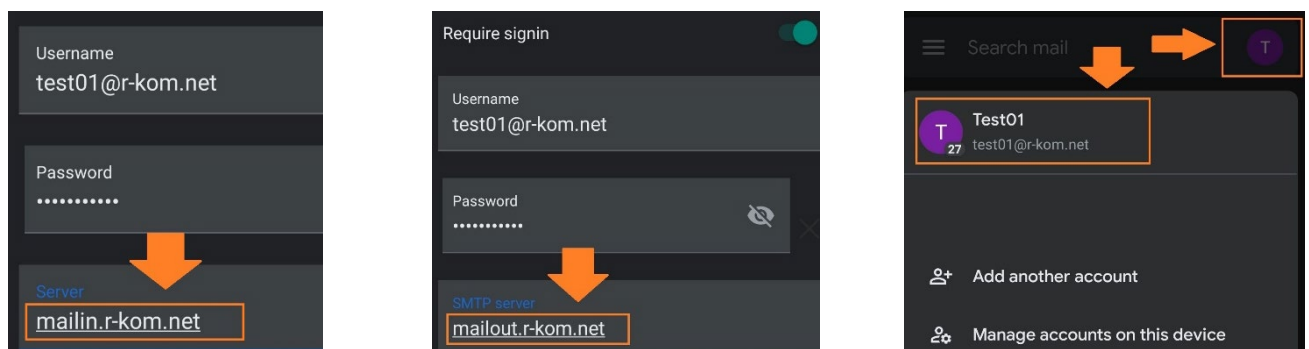 Username
test01@r-kom.net
Password
•••••••••••
Server
mailin.r-kom.net
Require signin
Username
test01@r-kom.net
Password
•••••••••••
SMTP server
mailout.r-kom.net
Search mail
T
T
27
Test01
test01@r-kom.net
Add another account
Manage accounts on this device